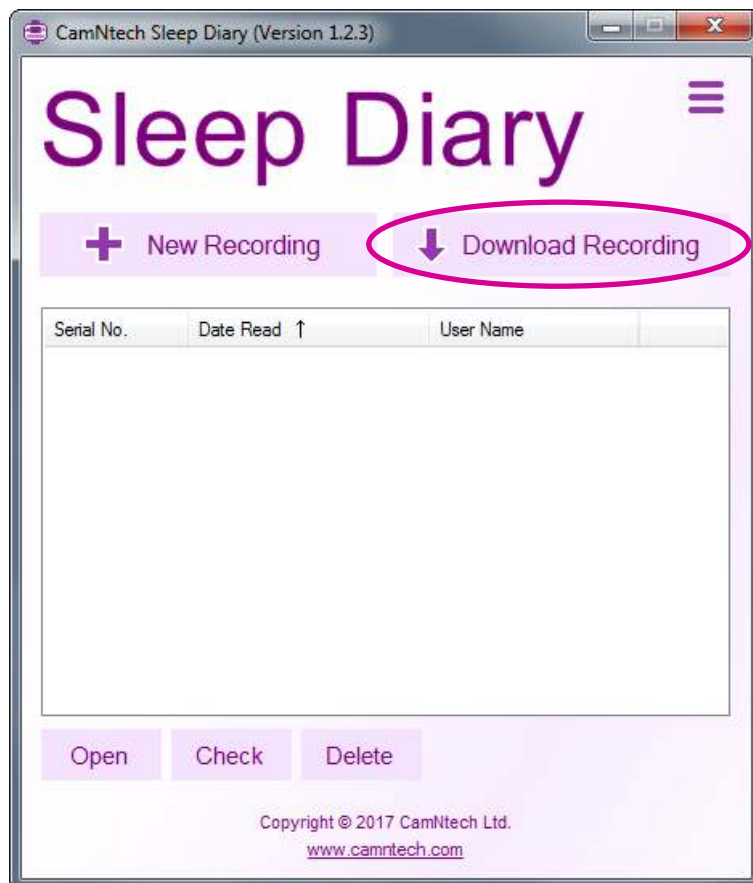 CamNtech Sleep Diary (Version 1.2.3)
Sleep Diary
New Recording Download Recording
Serial No. Date Read ↑ User Name
Open Check Delete
Copyright © 2017 CamNtech Ltd.
www.camntech.com